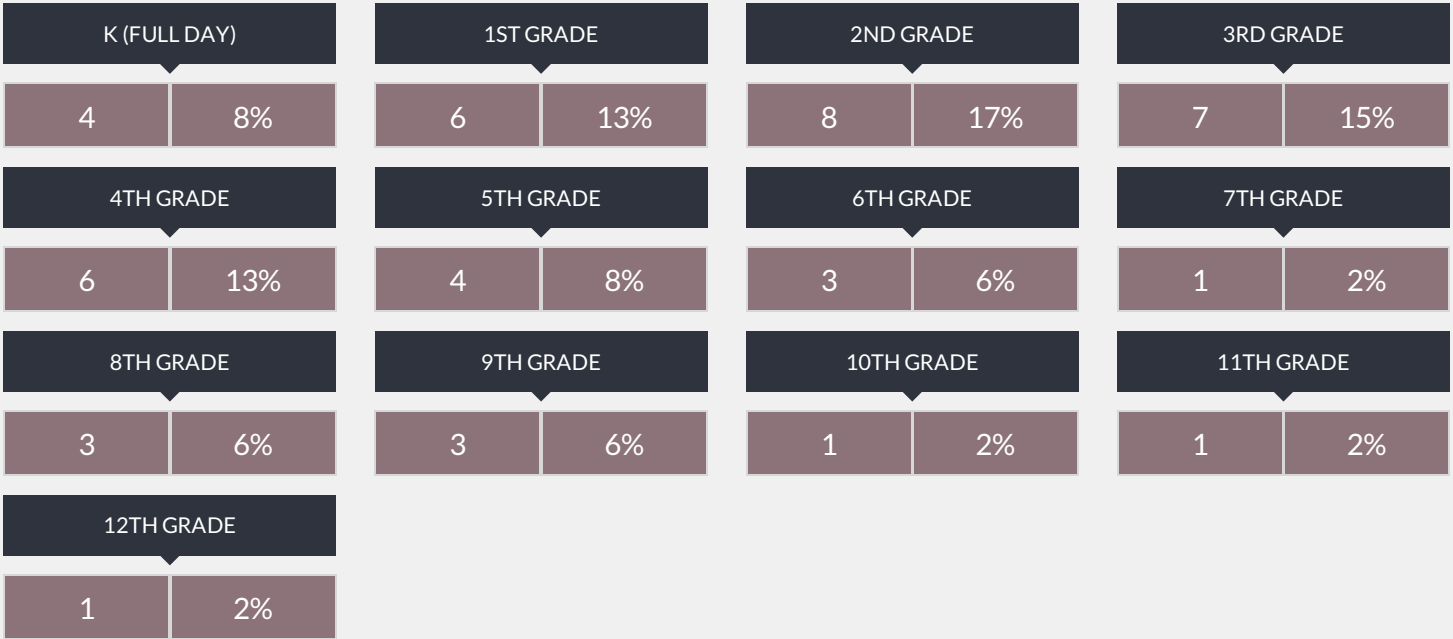 K (FULL DAY)
4 8%
1ST GRADE
6 13%
2ND GRADE
8 17%
3RD GRADE
7 15%
4TH GRADE
6 13%
5TH GRADE
4 8%
6TH GRADE
3 6%
7TH GRADE
1 2%
8TH GRADE
3 6%
9TH GRADE
3 6%
10TH GRADE
1 2%
11TH GRADE
1 2%
12TH GRADE
1 2%